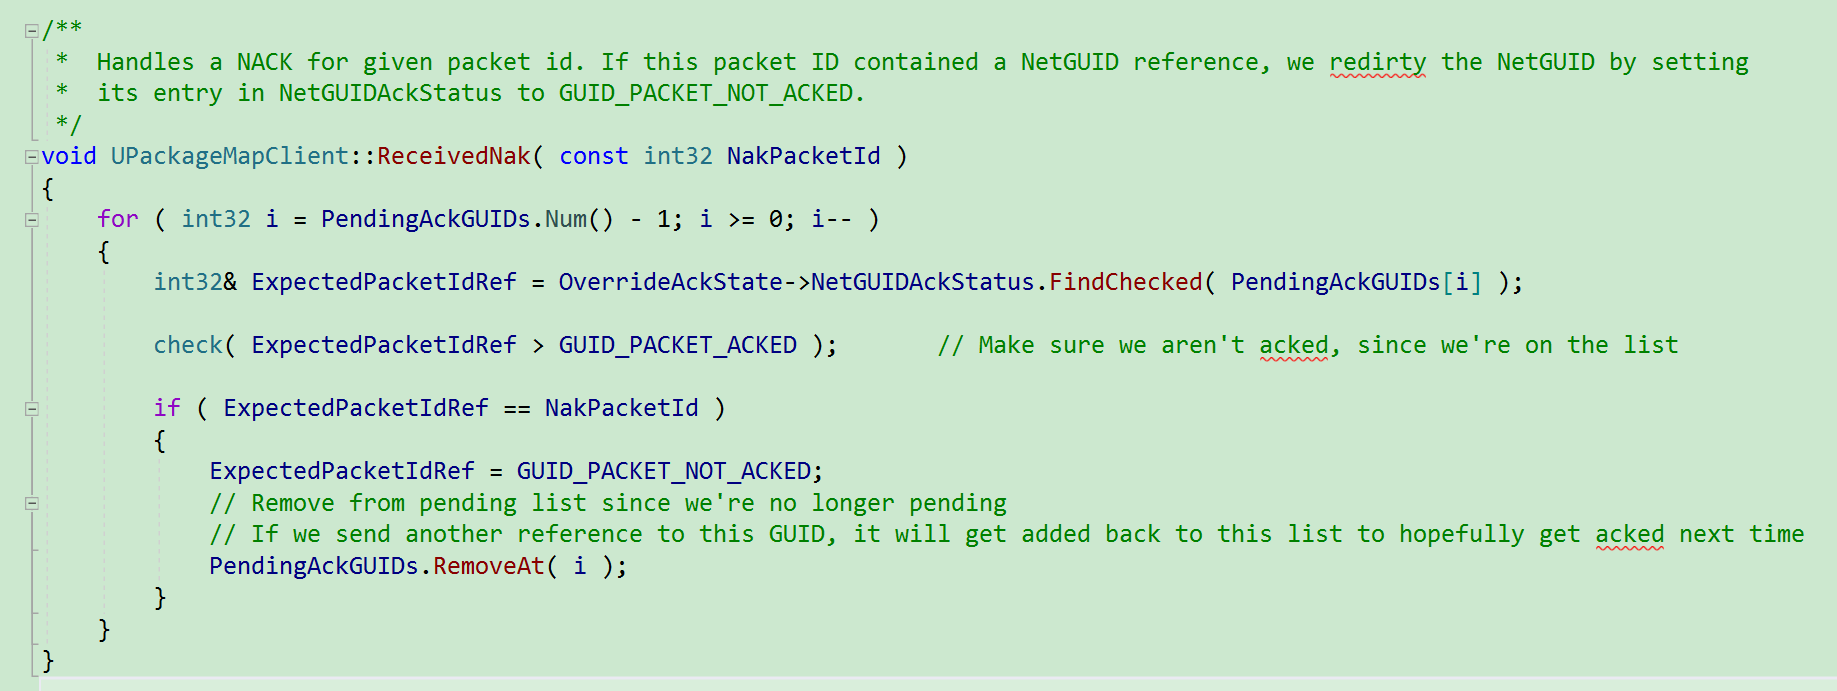 /**
 *  Handles a NACK for given packet id. If this packet ID contained a NetGUID reference, we redirty the NetGUID by setting
 *  its entry in NetGUIDAckStatus to GUID_PACKET_NOT_ACKED.
 */
void UPackageMapClient::ReceivedNak( const int32 NakPacketId )
{
    for ( int32 i = PendingAckGUIDs.Num() - 1; i >= 0; i-- )
    {
        int32& ExpectedPacketIdRef = OverrideAckState->NetGUIDAckStatus.FindChecked( PendingAckGUIDs[i] );
        check( ExpectedPacketIdRef > GUID_PACKET_ACKED );       // Make sure we aren't acked, since we're on the list
        if ( ExpectedPacketIdRef == NakPacketId )
        {
            ExpectedPacketIdRef = GUID_PACKET_NOT_ACKED;
            // Remove from pending list since we're no longer pending
            // If we send another reference to this GUID, it will get added back to this list to hopefully get acked next time
            PendingAckGUIDs.RemoveAt( i );
        }
    }
}